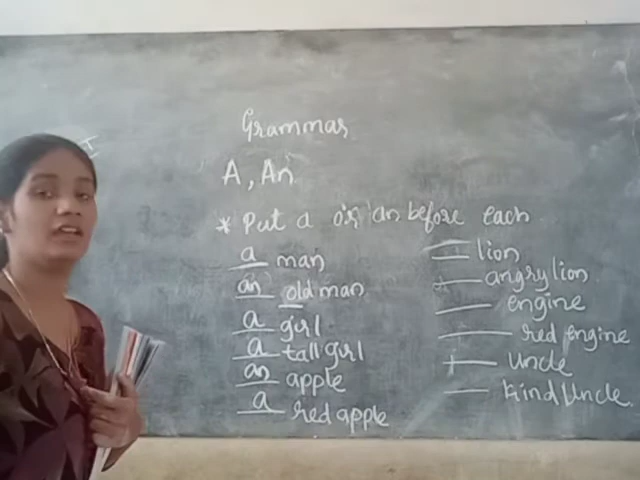 I
Grammar
A, An
* Put a or an before each
a man
an old man
a girl
a tall girl
an apple
a red apple
lion
angry lion
engine
red engine
uncle
kind Uncle